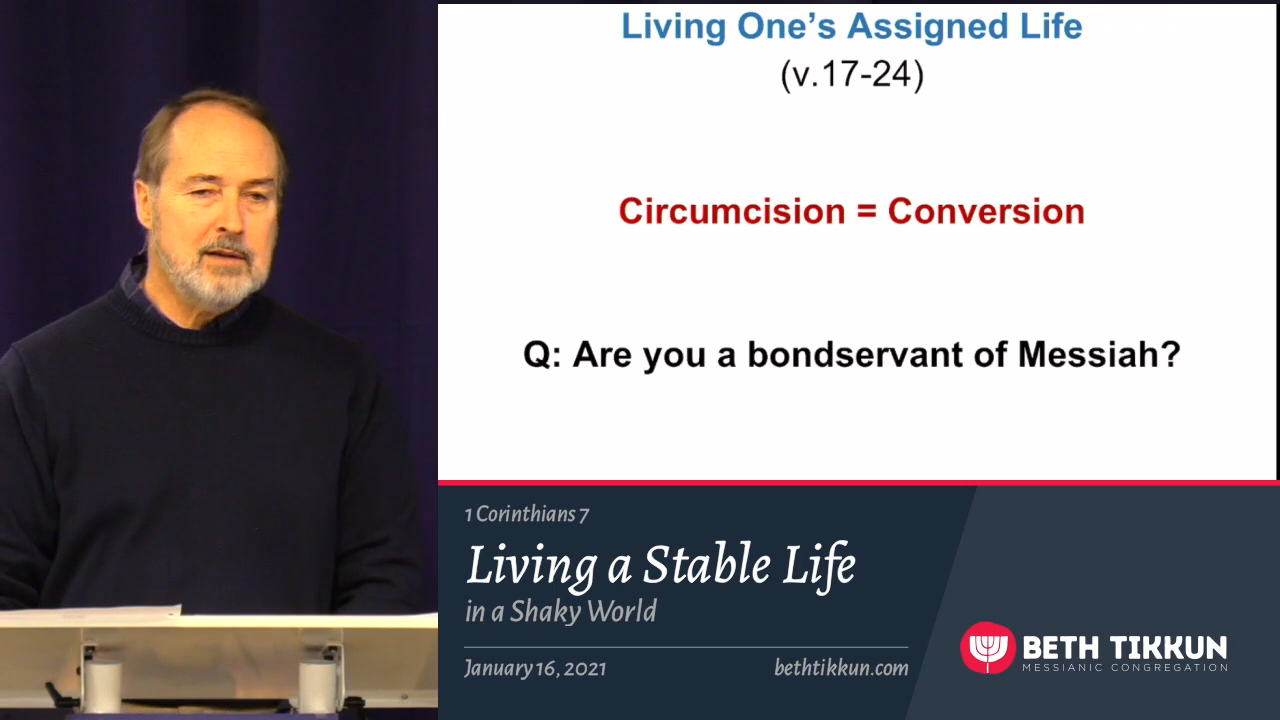 Living One's Assigned Life
(v.17-24)
Circumcision = Conversion
Q: Are you a bondservant of Messiah?
1 Corinthians 7
Living a Stable Life
in a Shaky World
January 16, 2021
bethtikkun.com
BETH TIKKUN
MESSIANIC CONGREGATION